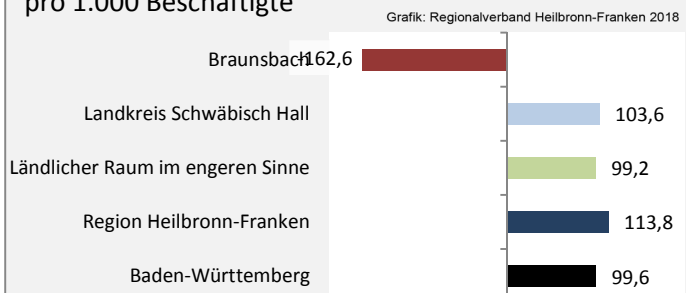 pro 1.000 Beschäftigte
Grafik: Regionalverband Heilbronn-Franken 2018
Braunsbach -162,6
Landkreis Schwäbisch Hall 103,6
Ländlicher Raum im engeren Sinne 99,2
Region Heilbronn-Franken 113,8
Baden-Württemberg 99,6